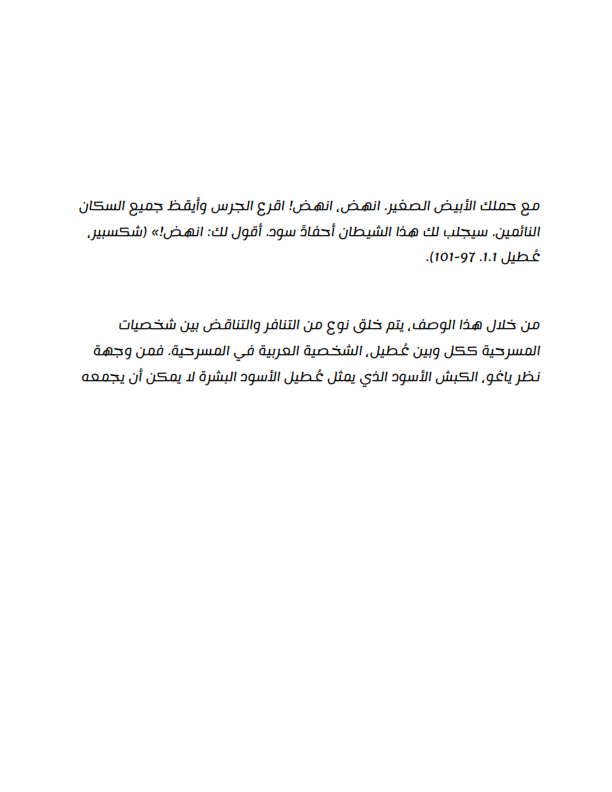 مع حملك الأبيض الصغير. انهض، انهض! اقرع الجرس وأيقظ جميع السكان
النائمين. سيجلب لك هذا الشيطان أحفادً سود. أقول لك: انهض!» (شكسبير،
عُطيل 1.1. 97-101).
من خلال هذا الوصف، يتم خلق نوع من التنافر والتناقض بين شخصيات
المسرحية ككل وبين عُطيل، الشخصية العربية في المسرحية. فمن وجهة
نظر ياغو، الكبش الأسود الذي يمثل عُطيل الأسود البشرة لا يمكن أن يجمعه